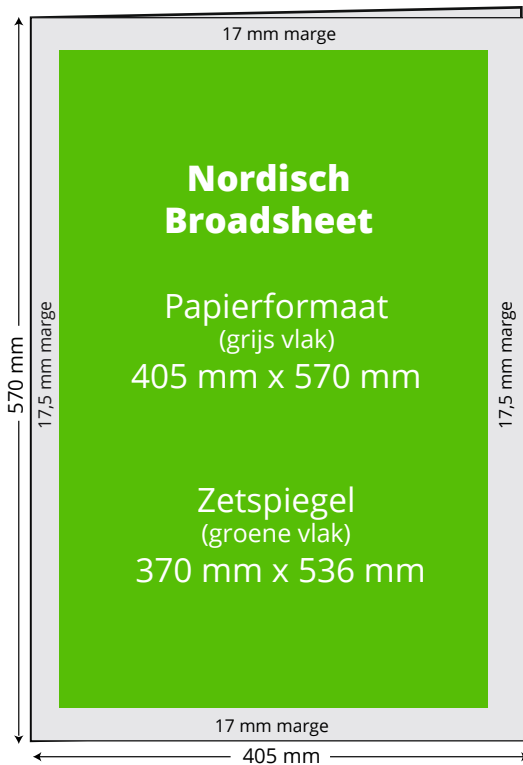 17 mm marge
Nordisch
Broadsheet
Papierformaat
(grijs vlak)
405 mm x 570 mm
570 mm
17,5 mm marge
17,5 mm marge
Zetspiegel
(groene vlak)
370 mm x 536 mm
17 mm marge
405 mm